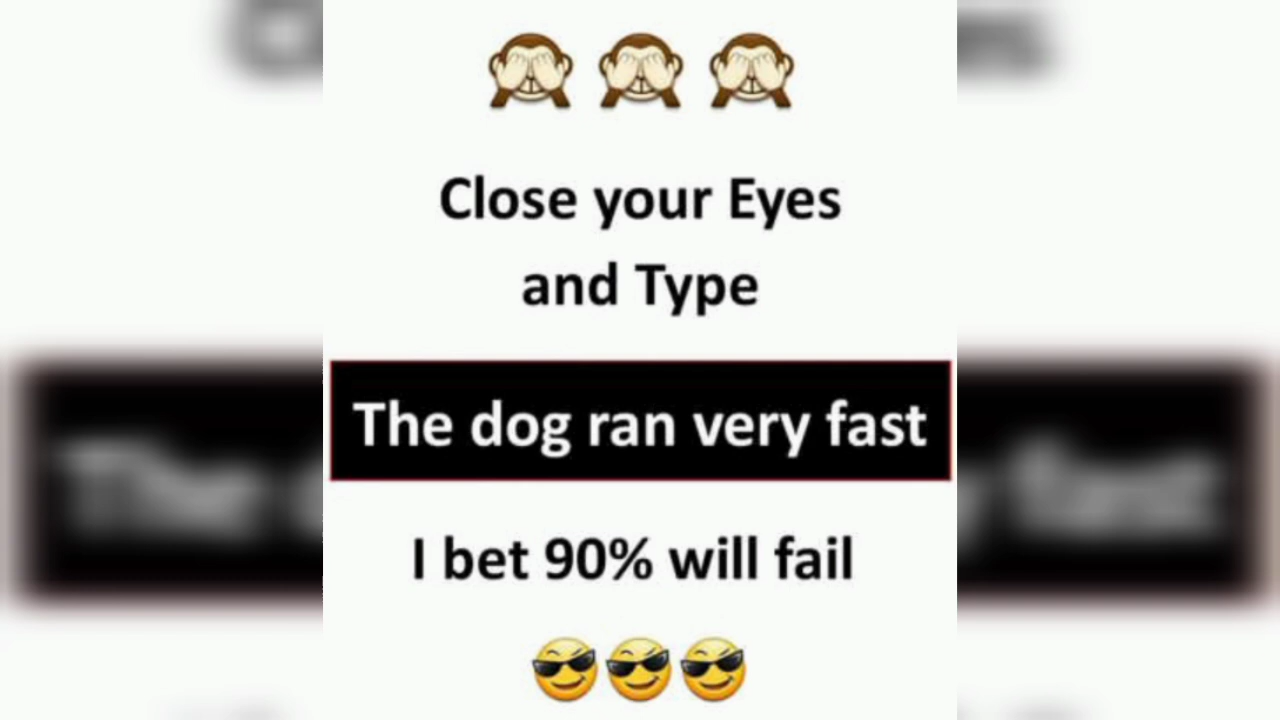 Close your Eyes
and Type
The dog ran very fast
I bet 90% will fail